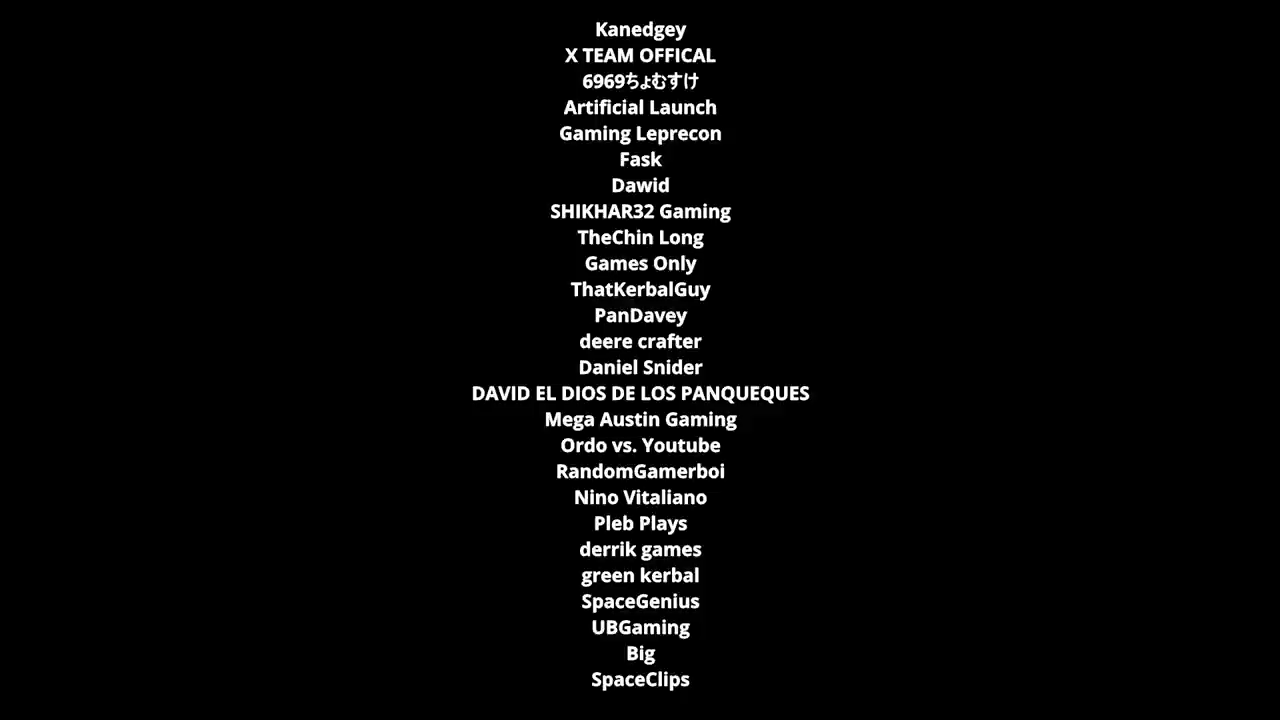 Kanedgey
X TEAM OFFICAL
6969ちょむすけ
Artificial Launch
Gaming Leprecon
Fask
Dawid
SHIKHAR32 Gaming
TheChin Long
Games Only
ThatKerbalGuy
PanDavey
deere crafter
Daniel Snider
DAVID EL DIOS DE LOS PANQUEQUES
Mega Austin Gaming
Ordo vs. Youtube
RandomGamerboi
Nino Vitaliano
Pleb Plays
derrik games
green kerbal
SpaceGenius
UBGaming
Big
SpaceClips